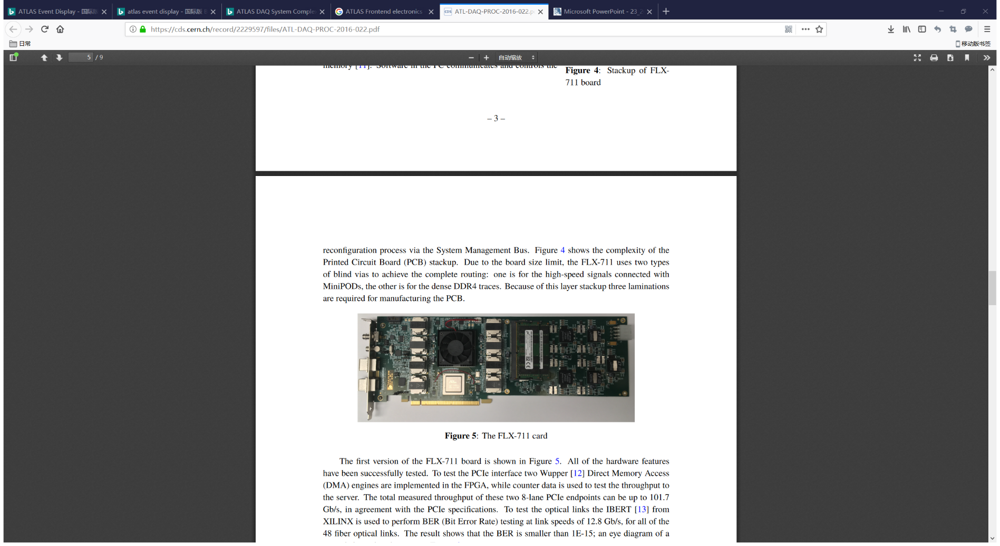 ATLAS Event Display - 国际版
atlas event display - 国际版
ATLAS DAQ System Comple
ATLAS Frontend electronics
CDS ATL-DAQ-PROC-2016-022.p
Microsoft PowerPoint - 23_2
https://cds.cern.ch/record/2229597/files/ATL-DAQ-PROC-2016-022.pdf
日常
移动版书签
5 / 9
自动缩放
memory [11]. Software in the PC communicates and controls the
Figure 4: Stackup of FLX-
711 board
– 3 –
reconfiguration process via the System Management Bus. Figure 4 shows the complexity of the
Printed Circuit Board (PCB) stackup. Due to the board size limit, the FLX-711 uses two types
of blind vias to achieve the complete routing: one is for the high-speed signals connected with
MiniPODs, the other is for the dense DDR4 traces. Because of this layer stackup three laminations
are required for manufacturing the PCB.
Figure 5: The FLX-711 card
The first version of the FLX-711 board is shown in Figure 5. All of the hardware features
have been successfully tested. To test the PCIe interface two Wupper [12] Direct Memory Access
(DMA) engines are implemented in the FPGA, while counter data is used to test the throughput to
the server. The total measured throughput of these two 8-lane PCIe endpoints can be up to 101.7
Gb/s, in agreement with the PCIe specifications. To test the optical links the IBERT [13] from
XILINX is used to perform BER (Bit Error Rate) testing at link speeds of 12.8 Gb/s, for all of the
48 fiber optical links. The result shows that the BER is smaller than 1E-15; an eye diagram of a